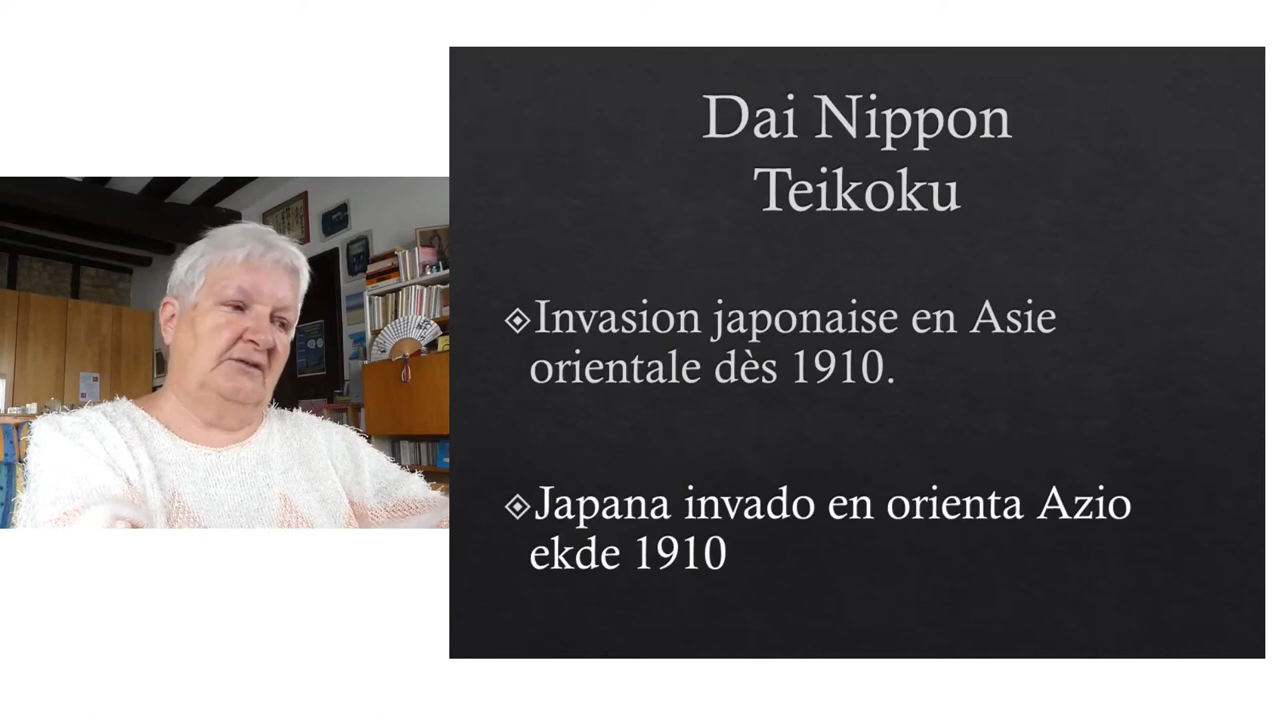 Dai Nippon
Teikoku
Invasion japonaise en Asie
orientale dès 1910.
Japana invado en orienta Azio
ekde 1910